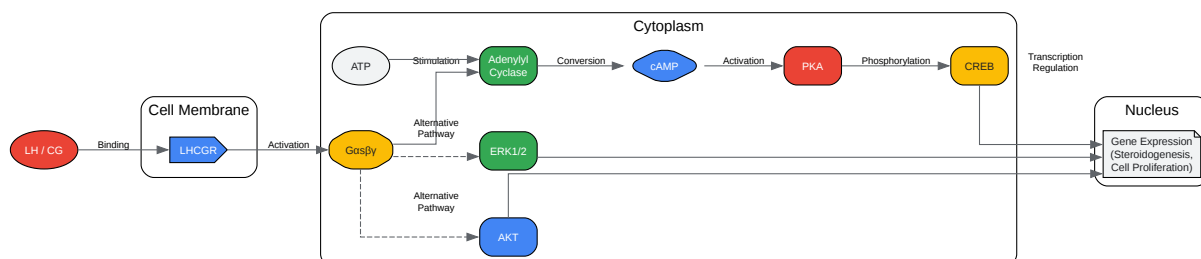 Cytoplasm
ATP
Stimulation
Adenylyl
Cyclase
Conversion
cAMP
Activation
PKA
Phosphorylation
CREB
Transcription
Regulation
Cell Membrane
Nucleus
LH / CG
Binding
LHCGR
Activation
Gαsβγ
Alternative
Pathway
ERK1/2
Gene Expression
(Steroidogenesis,
Cell Proliferation)
Alternative
Pathway
AKT